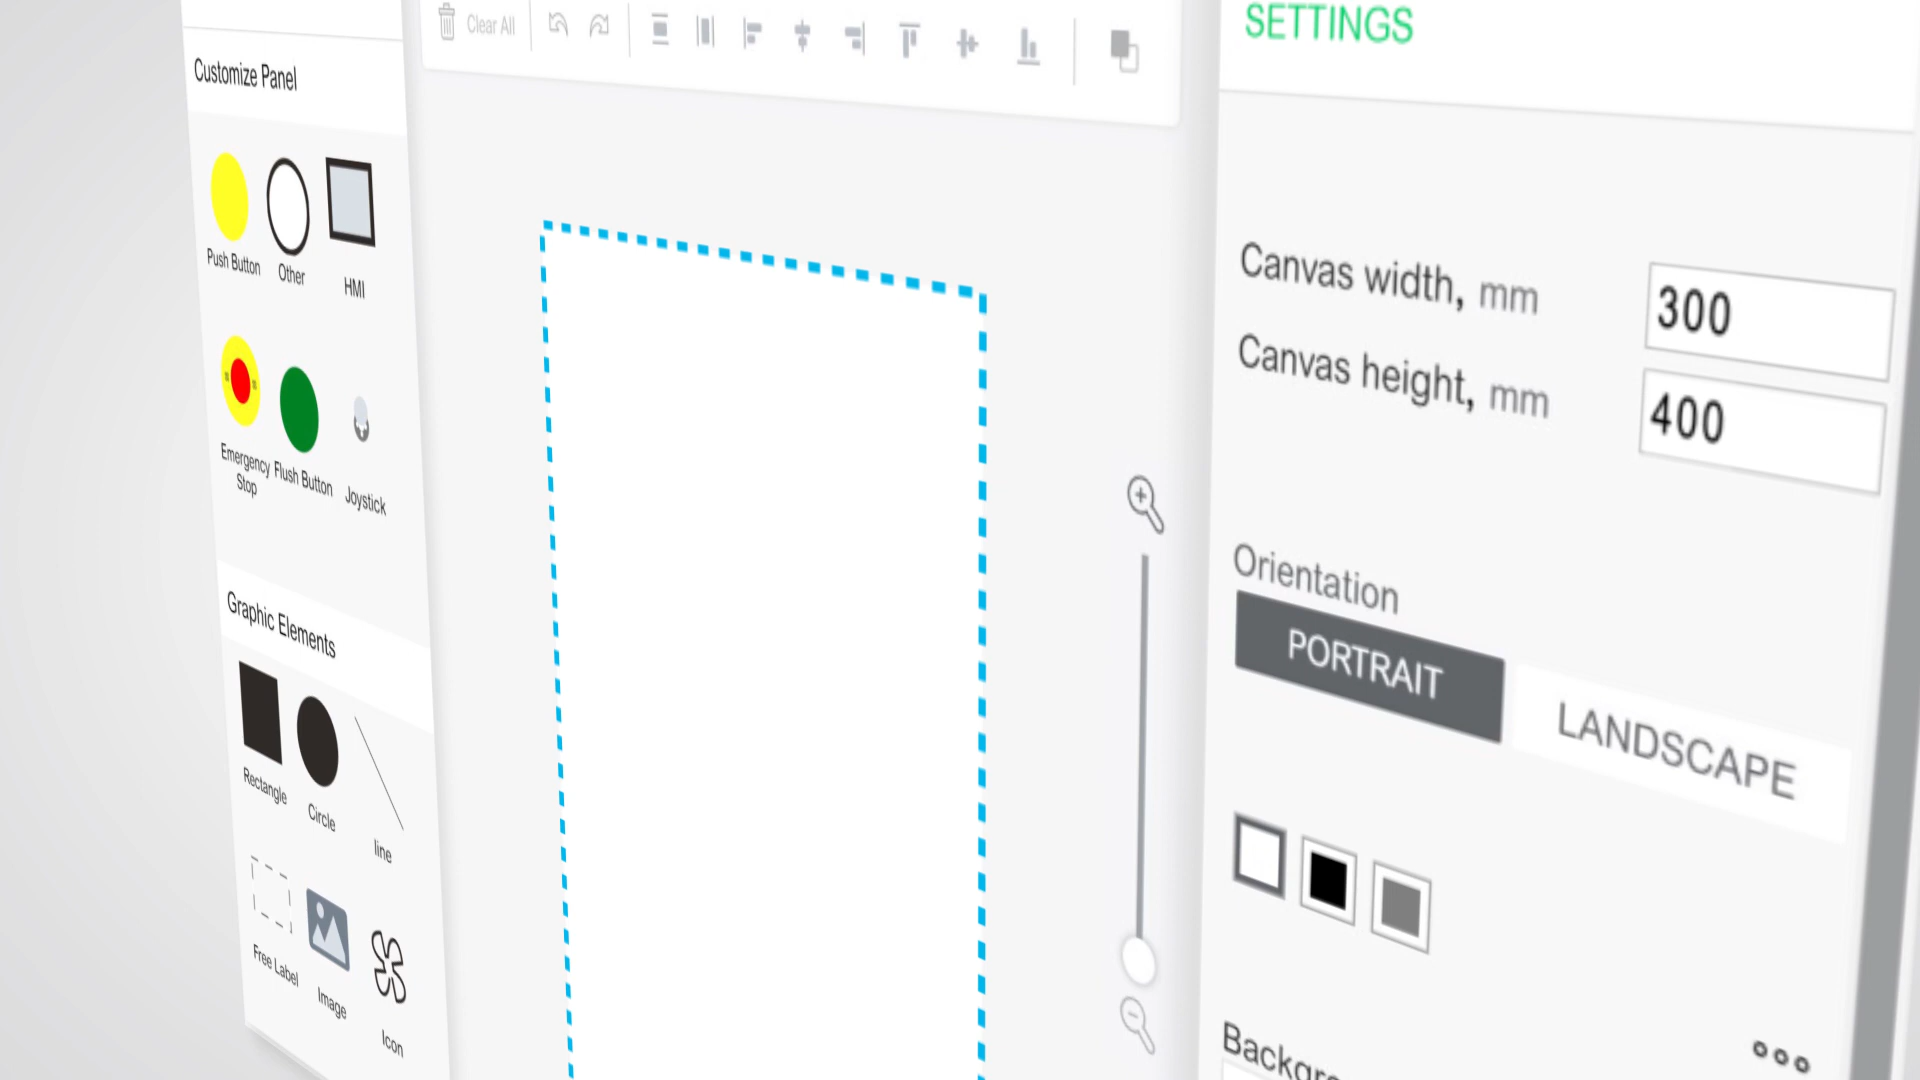 Clear All
SETTINGS
Customize Panel
Push Button
Other
HMI
Emergency
Stop
Flush Button
Joystick
Graphic Elements
Rectangle
Circle
line
Free Label
Image
Icon
Canvas width, mm
300
Canvas height, mm
400
Orientation
PORTRAIT
LANDSCAPE